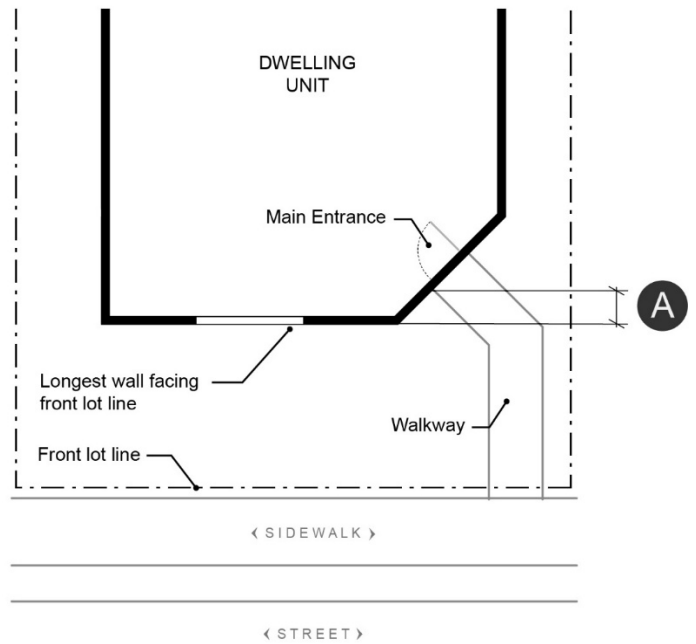 DWELLING
UNIT
Main Entrance
A
Longest wall facing
front lot line
Walkway
Front lot line
SIDEWALK
STREET